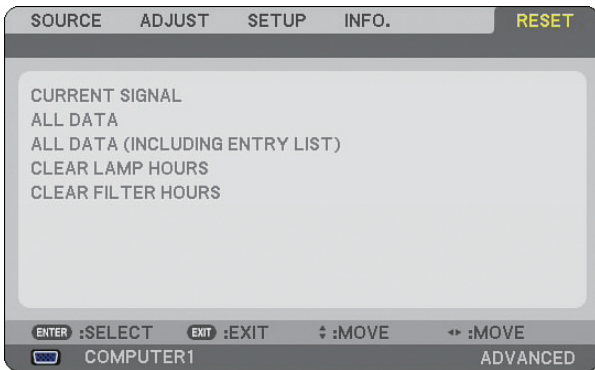 SOURCE ADJUST SETUP INFO. RESET
CURRENT SIGNAL
ALL DATA
ALL DATA (INCLUDING ENTRY LIST)
CLEAR LAMP HOURS
CLEAR FILTER HOURS
ENTER :SELECT EXIT :EXIT :MOVE :MOVE
COMPUTER1 ADVANCED